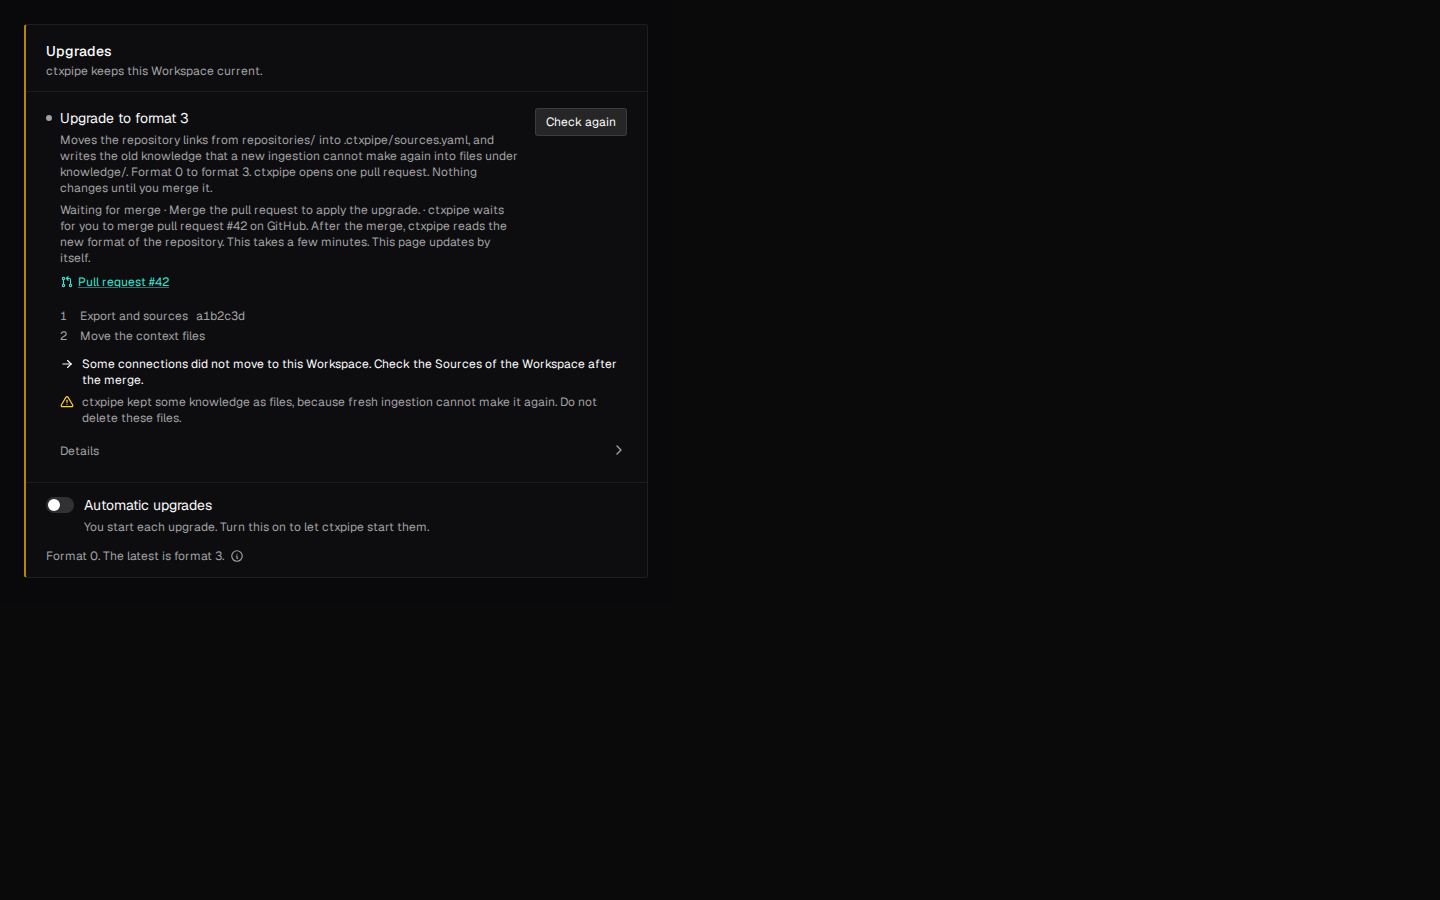 Upgrades
ctxpipe keeps this Workspace current.
Upgrade to format 3
Check again
Moves the repository links from repositories/ into .ctxpipe/sources.yaml, and
writes the old knowledge that a new ingestion cannot make again into files under
knowledge/. Format 0 to format 3. ctxpipe opens one pull request. Nothing
changes until you merge it.
Waiting for merge · Merge the pull request to apply the upgrade. · ctxpipe waits
for you to merge pull request #42 on GitHub. After the merge, ctxpipe reads the
new format of the repository. This takes a few minutes. This page updates by
itself.
Pull request #42
1 Export and sources a1b2c3d
2 Move the context files
Some connections did not move to this Workspace. Check the Sources of the Workspace after
the merge.
ctxpipe kept some knowledge as files, because fresh ingestion cannot make it again. Do not
delete these files.
Details
Automatic upgrades
You start each upgrade. Turn this on to let ctxpipe start them.
Format 0. The latest is format 3.